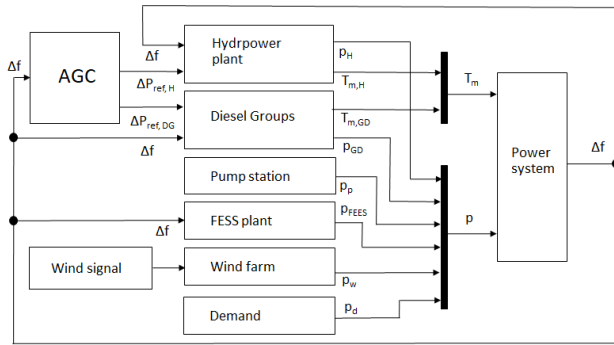 Δf
AGC
ΔP_ref, H
ΔP_ref, DG
Δf
Δf
Hydrpower
plant
p_H
T_m,H
Diesel Groups
T_m,GD
p_GD
Pump station
p_p
FESS plant
p_FEES
Δf
Wind signal
Wind farm
p_w
Demand
p_d
T_m
p
Power
system
Δf